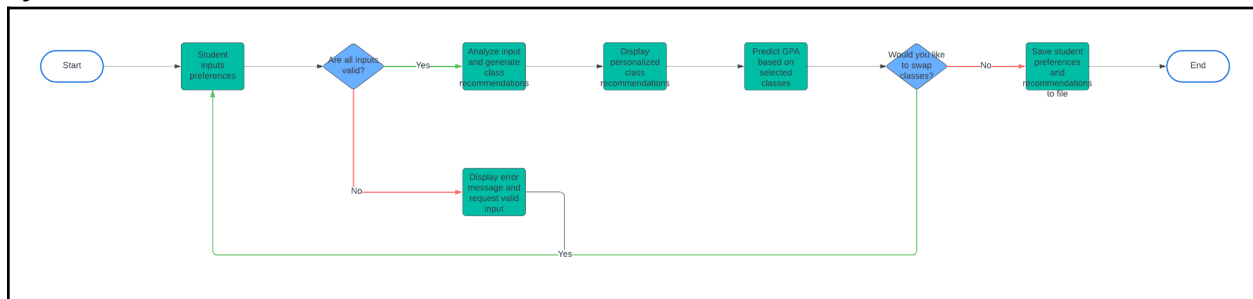 Start
Student
inputs
preferences
Are all inputs
valid?
Yes
Analyze input
and generate
class
recommendations
Display
personalized
class
recommendations
Predict GPA
based on
selected
classes
Would you like
to swap
classes?
No
Save student
preferences
and
recommendations
to file
End
No
Display error
message and
request valid
input
Yes